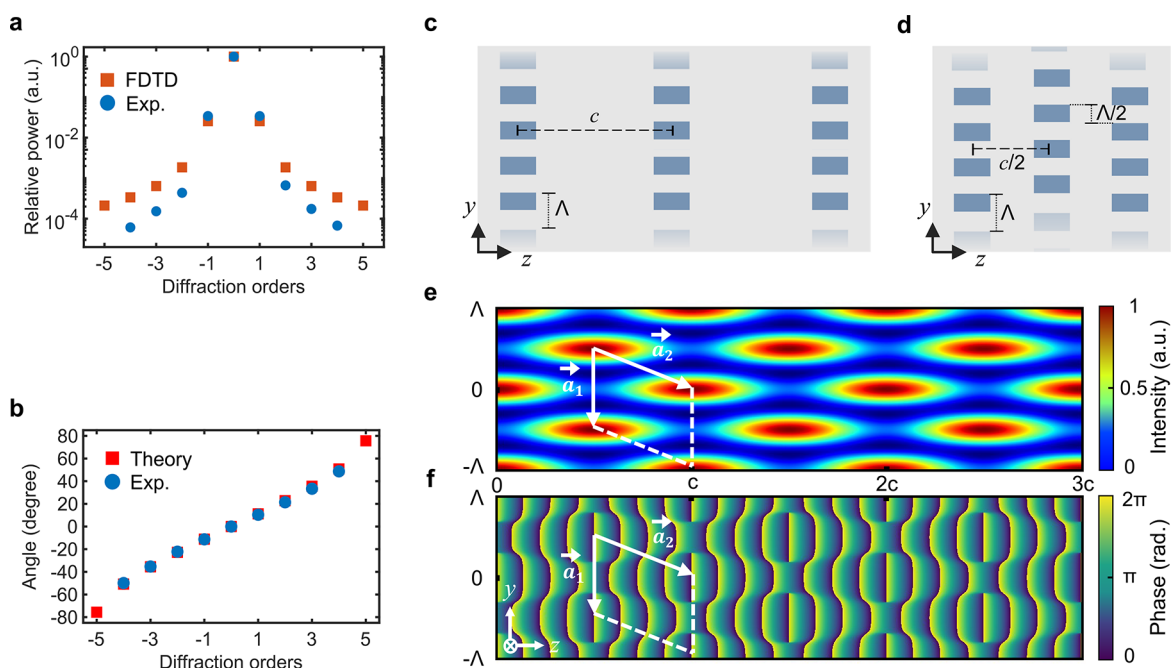 a
10^0
10^-2
10^-4
Relative power (a.u.)
FDTD
Exp.
-5 -3 -1 1 3 5
Diffraction orders
c
c
Λ
y
z
d
Λ/2
c/2
Λ
y
z
b
80
60
40
20
0
-20
-40
-60
-80
Angle (degree)
Theory
Exp.
-5 -3 -1 1 3 5
Diffraction orders
e
Λ
0
-Λ
a₂
a₁
0 c 2c 3c
1
0.5
0
Intensity (a.u.)
f
Λ
0
-Λ
a₂
a₁
y
z
2π
π
0
Phase (rad.)